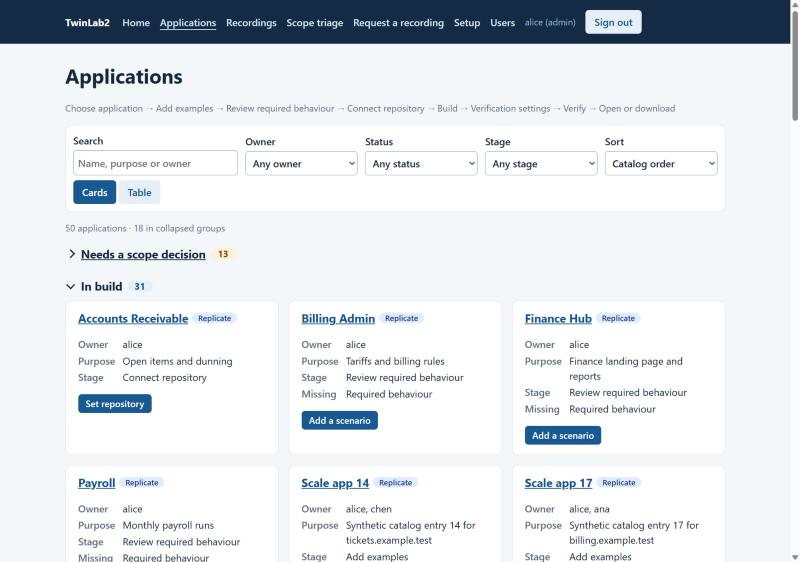 TwinLab2 Home Applications Recordings Scope triage Request a recording Setup Users alice (admin) Sign out
Applications
Choose application → Add examples → Review required behaviour → Connect repository → Build → Verification settings → Verify → Open or download
Search Owner Status Stage Sort
Name, purpose or owner Any owner Any status Any stage Catalog order
Cards Table
50 applications · 18 in collapsed groups
Needs a scope decision 13
In build 31
Accounts Receivable Replicate
Owner alice
Purpose Open items and dunning
Stage Connect repository
Set repository
Billing Admin Replicate
Owner alice
Purpose Tariffs and billing rules
Stage Review required behaviour
Missing Required behaviour
Add a scenario
Finance Hub Replicate
Owner alice
Purpose Finance landing page and
reports
Stage Review required behaviour
Missing Required behaviour
Add a scenario
Payroll Replicate
Owner alice
Purpose Monthly payroll runs
Stage Review required behaviour
Missing Required behaviour
Scale app 14 Replicate
Owner alice, chen
Purpose Synthetic catalog entry 14 for
tickets.example.test
Stage Add examples
Scale app 17 Replicate
Owner alice, ana
Purpose Synthetic catalog entry 17 for
billing.example.test
Stage Add examples